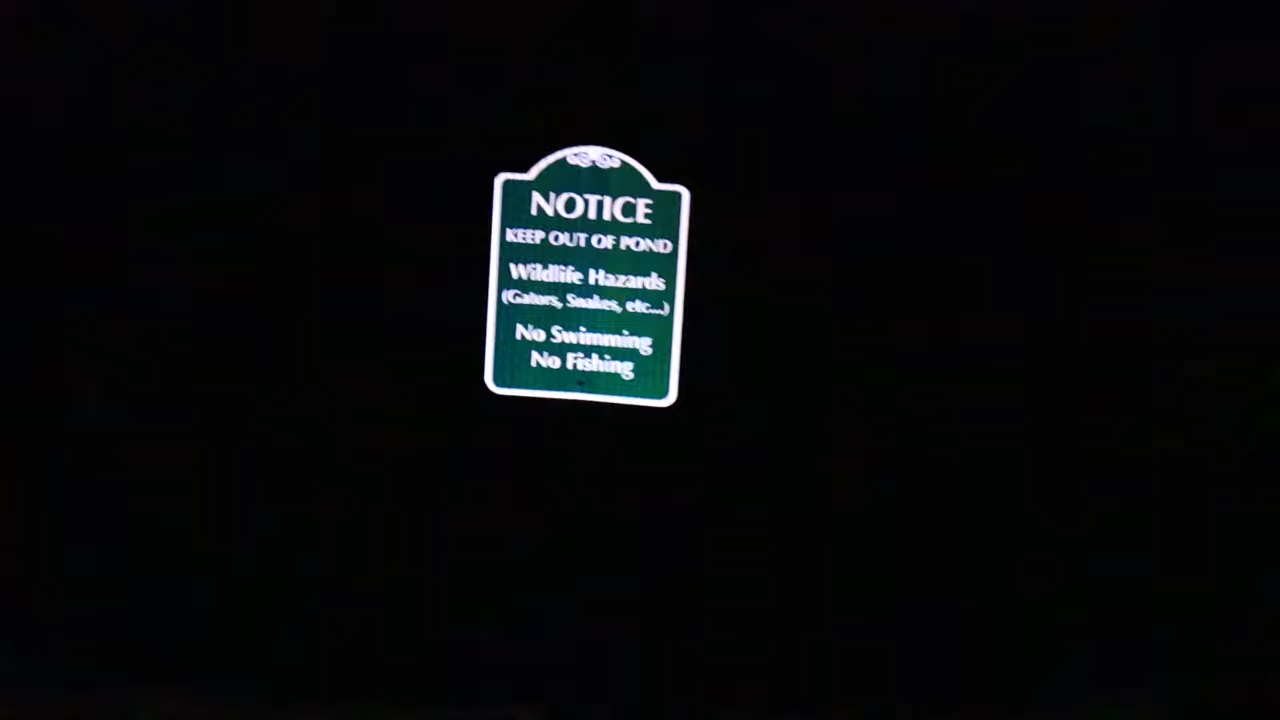 NOTICE
KEEP OUT OF POND
Wildlife Hazards
(Gators, Snakes, etc...)
No Swimming
No Fishing